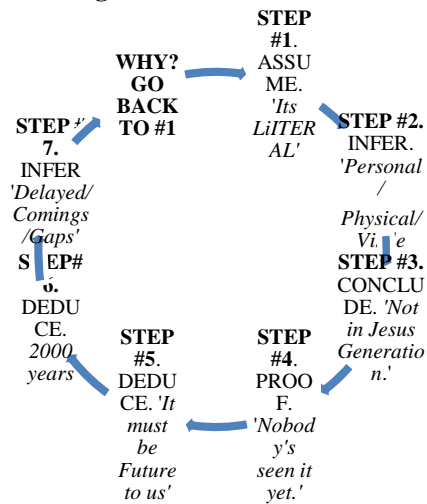 WHY?
GO
BACK
TO #1
STEP
#1.
ASSU
ME.
'Its
LiITER
AL'
STEP #2.
INFER.
'Personal
/
Physical/
STEP #3.
CONCLU
DE. 'Not
in Jesus
Generatio
n.'
STEP
#4.
PROO
F.
'Nobod
y's
seen it
yet.'
STEP
#5.
DEDU
CE. 'It
must
be
Future
to us'
DEDU
CE.
2000
years
STEP
7.
INFER
'Delayed/
Comings
/Gaps'